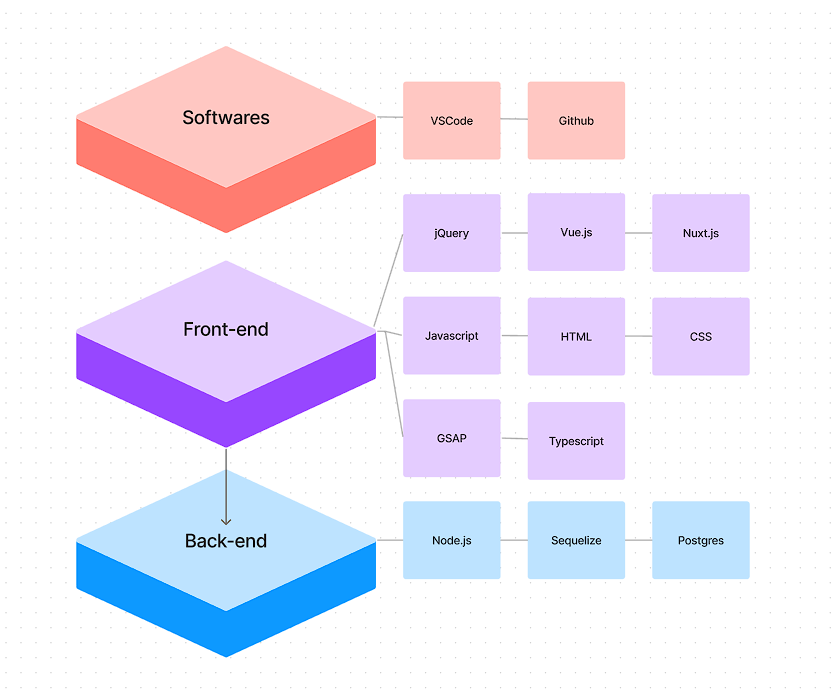 Softwares
VSCode
Github
Front-end
jQuery
Vue.js
Nuxt.js
Javascript
HTML
CSS
GSAP
Typescript
Back-end
Node.js
Sequelize
Postgres